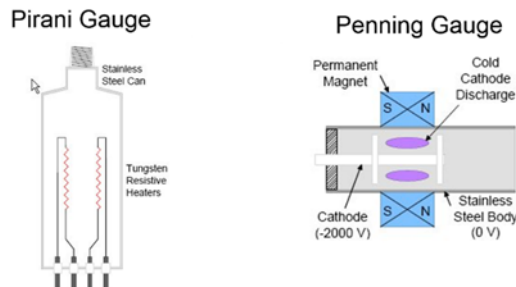 Pirani Gauge
Stainless
Steel Can
Tungsten
Resistive
Heaters
Penning Gauge
Permanent
Magnet
Cold
Cathode
Discharge
S N
S N
Cathode
(-2000 V)
Stainless
Steel Body
(0 V)